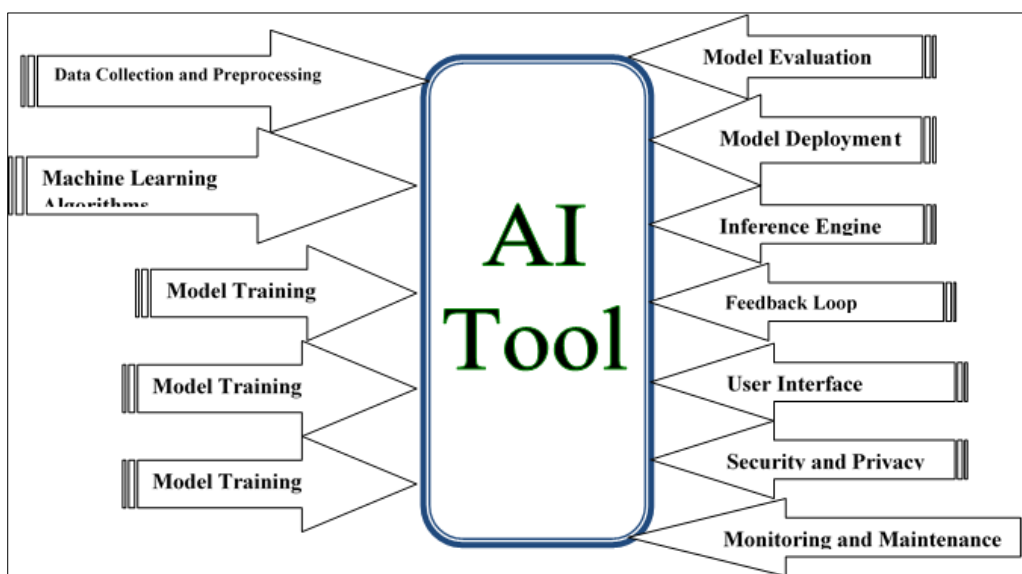 Data Collection and Preprocessing
Machine Learning
Algorithms
Model Training
Model Training
Model Training
AI
Tool
Model Evaluation
Model Deployment
Inference Engine
Feedback Loop
User Interface
Security and Privacy
Monitoring and Maintenance